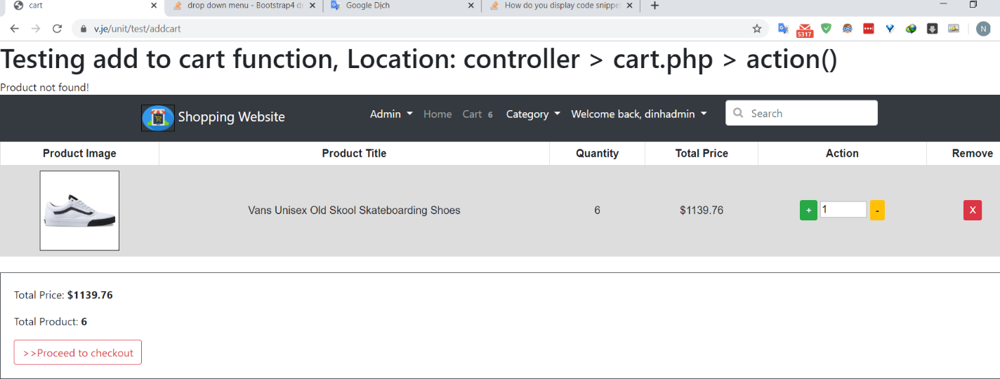 cart
drop down menu - Bootstrap4 d
Google Dịch
How do you display code snippe
v.je/unit/test/addcart
5317
N
Testing add to cart function, Location: controller > cart.php > action()
Product not found!
Shopping Website
Admin Home Cart 6 Category Welcome back, dinhadmin Search
Product Image Product Title Quantity Total Price Action Remove
Vans Unisex Old Skool Skateboarding Shoes 6 $1139.76 + 1 - X
Total Price: $1139.76
Total Product: 6
>>Proceed to checkout